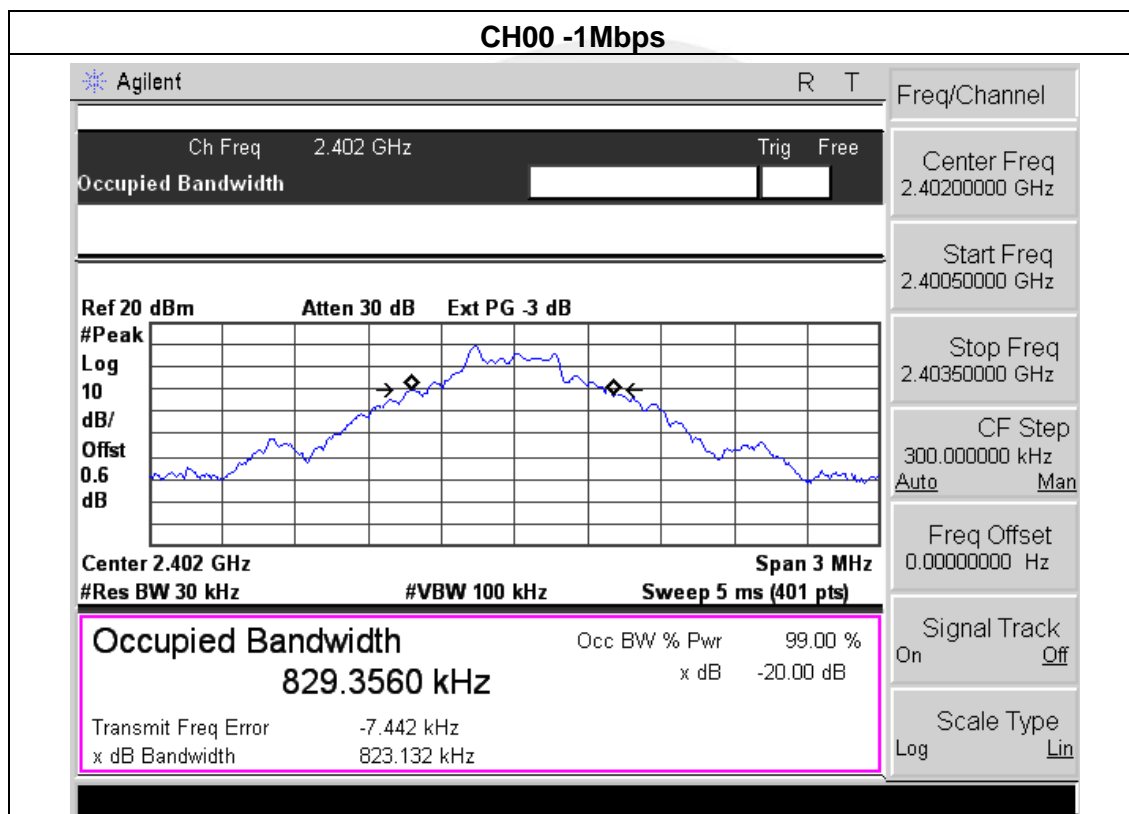 CH00 -1Mbps
Agilent R T
Ch Freq 2.402 GHz Trig Free
Occupied Bandwidth
Ref 20 dBm Atten 30 dB Ext PG -3 dB
#Peak
Log
10
dB/
Offst
0.6
dB
Center 2.402 GHz Span 3 MHz
#Res BW 30 kHz #VBW 100 kHz Sweep 5 ms (401 pts)
Occupied Bandwidth
829.3560 kHz
Occ BW % Pwr 99.00 %
x dB -20.00 dB
Transmit Freq Error -7.442 kHz
x dB Bandwidth 823.132 kHz
Freq/Channel
Center Freq
2.40200000 GHz
Start Freq
2.40050000 GHz
Stop Freq
2.40350000 GHz
CF Step
300.000000 kHz
Auto Man
Freq Offset
0.00000000 Hz
Signal Track
On Off
Scale Type
Log Lin